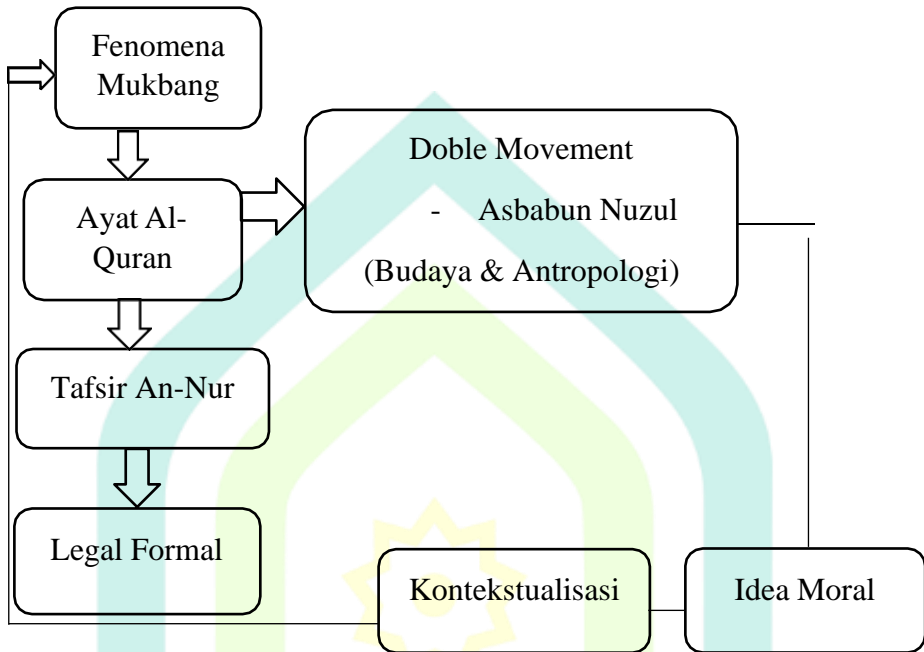 Fenomena
Mukbang
Ayat Al-
Quran
Tafsir An-Nur
Legal Formal
Doble Movement
- Asbabun Nuzul
(Budaya & Antropologi)
Kontekstualisasi
Idea Moral